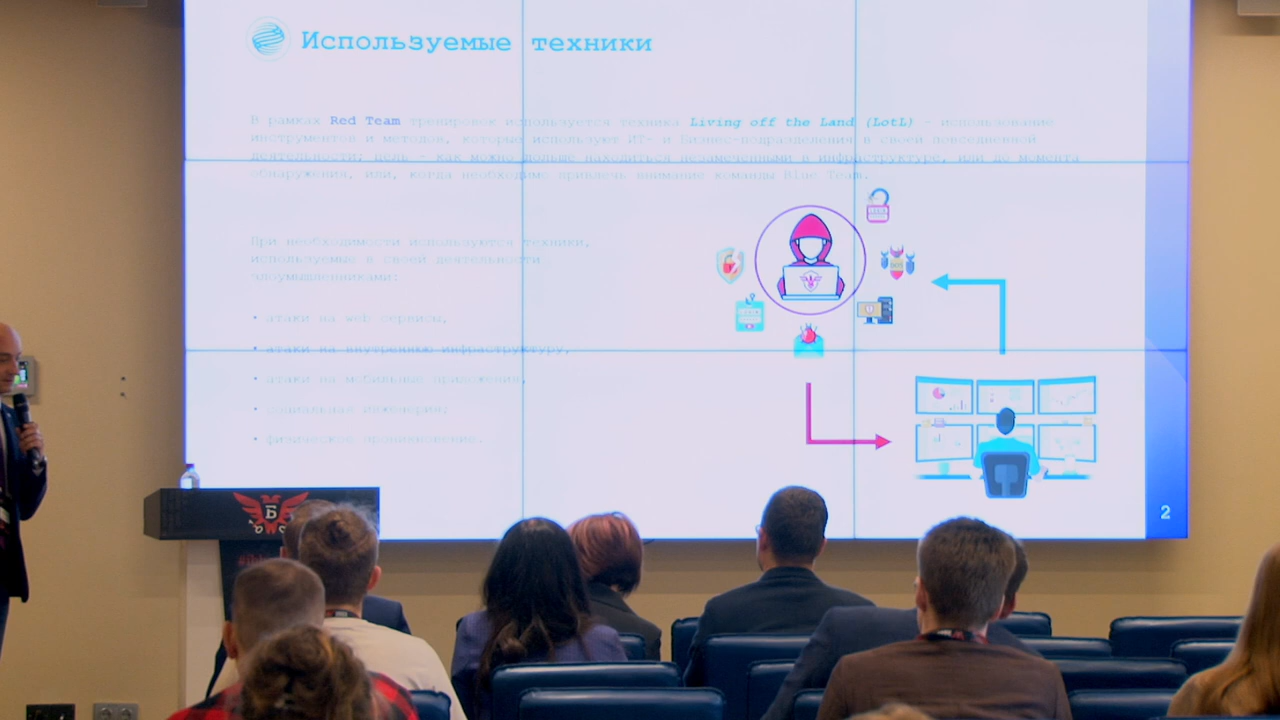 Используемые техники
В рамках Red Team тренировок используется техника Living off the Land (LotL) – использование
инструментов и методов, которые используют ИТ- и Бизнес-подразделения в своей повседневной
деятельности; цель - как можно дольше находиться незамеченными в инфраструктуре, или до момента
обнаружения, или, когда необходимо привлечь внимание команды Blue Team.
При необходимости используются техники,
используемые в своей деятельности
злоумышленниками:
• атаки на web сервисы,
• атаки на внутреннюю инфраструктуру,
• атаки на мобильные приложения,
• социальная инженерия,
• физическое проникновение.
2
Б